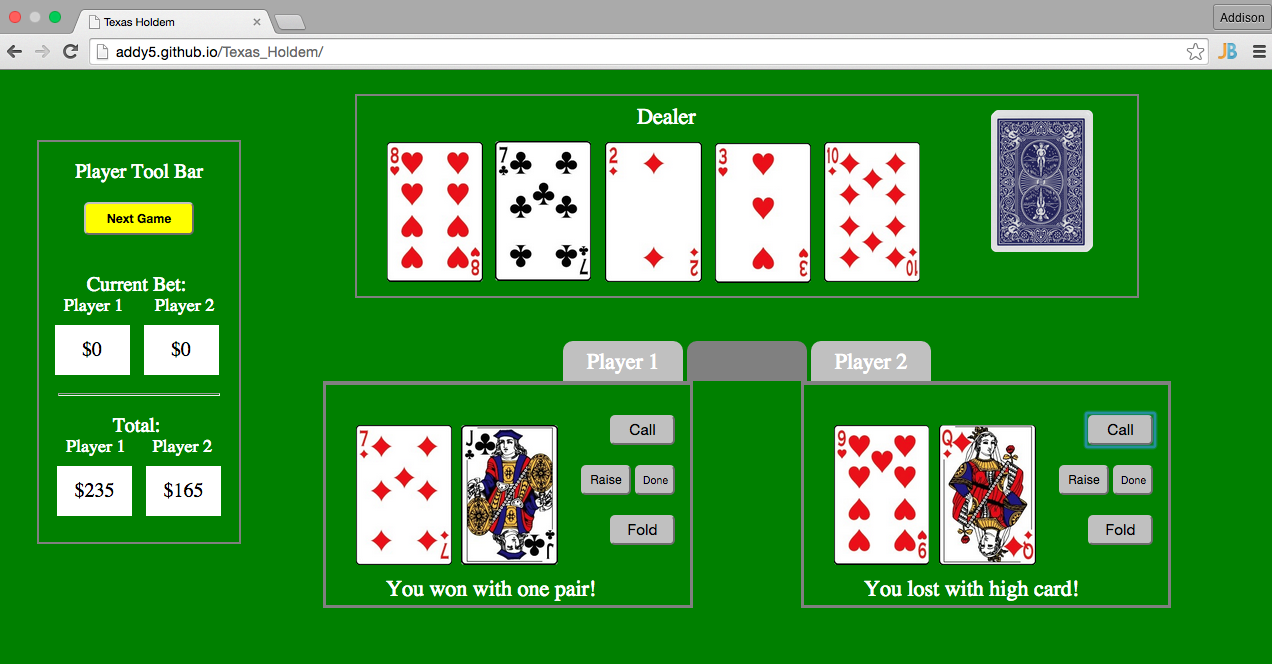 Texas Holdem
Addison
addy5.github.io/Texas_Holdem/
JB
Dealer
8 7 2 3 10
8 7 2 3 10
Player Tool Bar
Next Game
Current Bet:
Player 1 Player 2
$0 $0
Total:
Player 1 Player 2
$235 $165
Player 1 Player 2
7 J
7 J
Call
Raise Done
Fold
You won with one pair!
9 Q
9 Q
Call
Raise Done
Fold
You lost with high card!